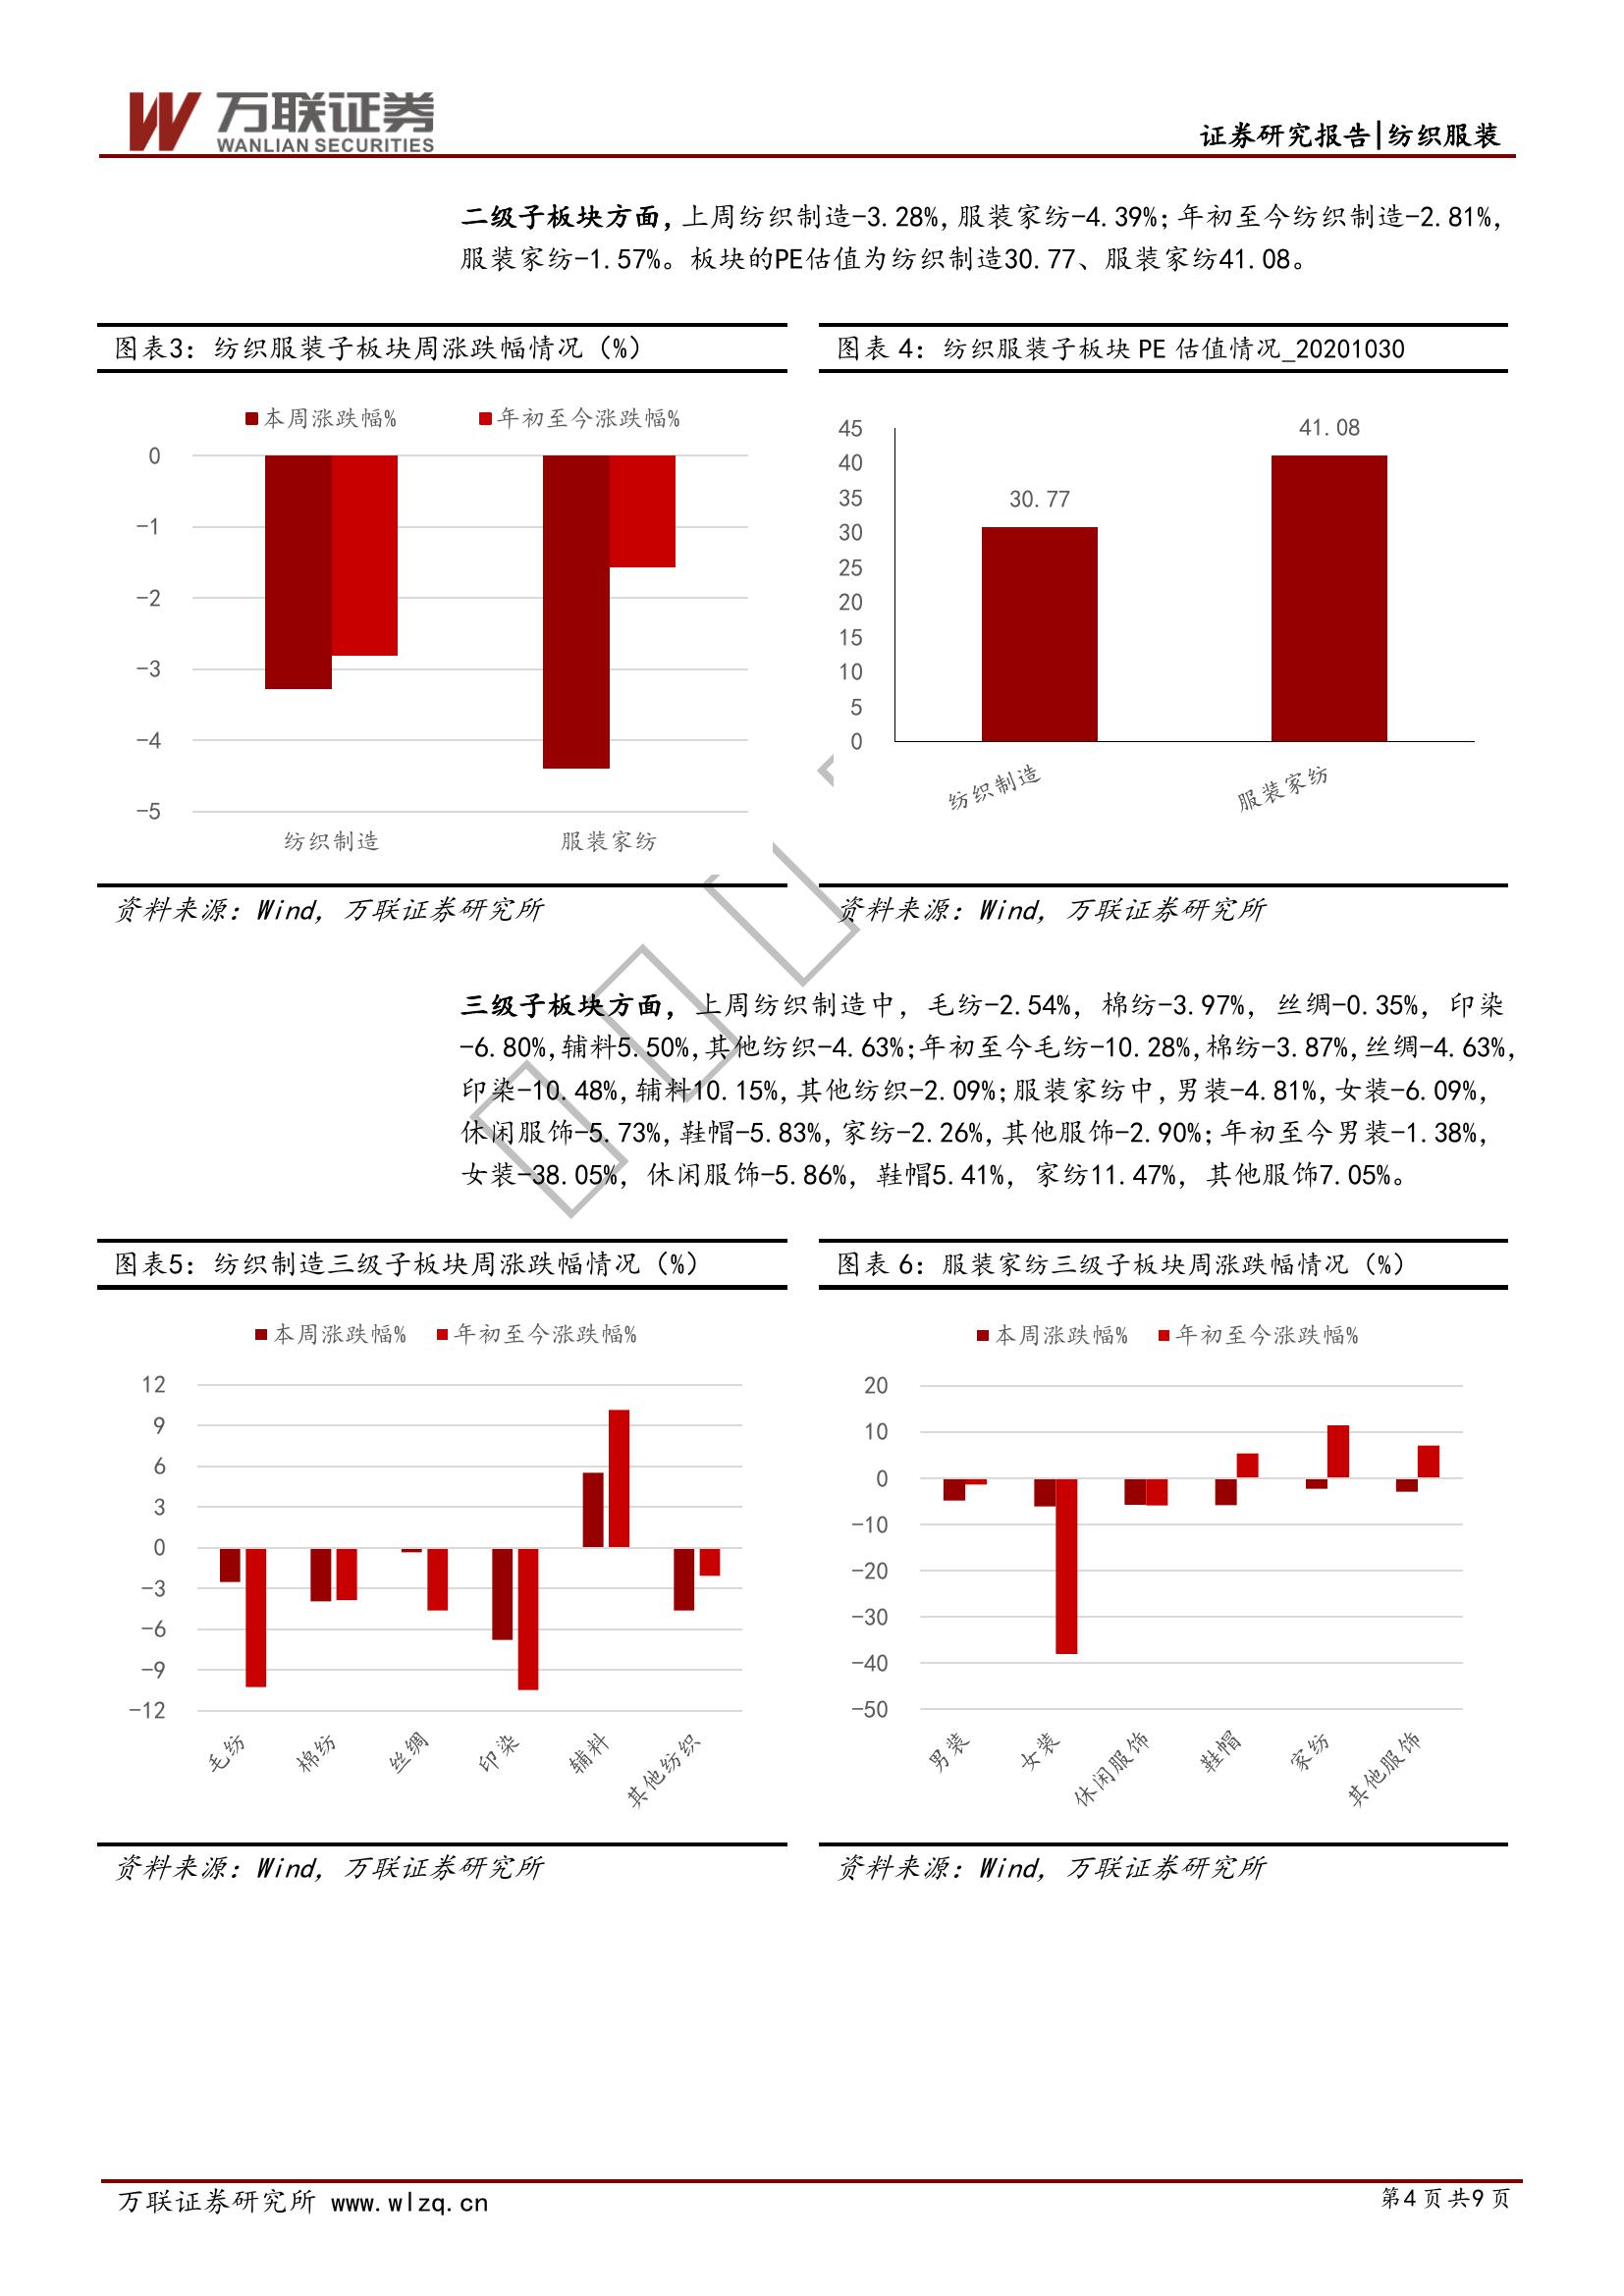 万联证券
WANLIAN SECURITIES
证券研究报告|纺织服装
二级子板块方面,上周纺织制造-3.28%,服装家纺-4.39%;年初至今纺织制造-2.81%,
服装家纺-1.57%。板块的PE估值为纺织制造30.77、服装家纺41.08。
图表3：纺织服装子板块周涨跌幅情况（%）
本周涨跌幅% 年初至今涨跌幅%
0
-1
-2
-3
-4
-5
纺织制造 服装家纺
资料来源：Wind，万联证券研究所
图表 4：纺织服装子板块 PE 估值情况_20201030
45
40
35
30
25
20
15
10
5
0
30.77
41.08
纺织制造 服装家纺
资料来源：Wind，万联证券研究所
三级子板块方面，上周纺织制造中，毛纺-2.54%，棉纺-3.97%，丝绸-0.35%，印染
-6.80%,辅料5.50%,其他纺织-4.63%;年初至今毛纺-10.28%,棉纺-3.87%,丝绸-4.63%,
印染-10.48%,辅料10.15%,其他纺织-2.09%;服装家纺中,男装-4.81%,女装-6.09%,
休闲服饰-5.73%,鞋帽-5.83%,家纺-2.26%,其他服饰-2.90%;年初至今男装-1.38%,
女装-38.05%，休闲服饰-5.86%，鞋帽5.41%，家纺11.47%，其他服饰7.05%。
图表5：纺织制造三级子板块周涨跌幅情况（%）
本周涨跌幅% 年初至今涨跌幅%
12
9
6
3
0
-3
-6
-9
-12
毛纺 棉纺 丝绸 印染 辅料 其他纺织
资料来源：Wind，万联证券研究所
图表 6：服装家纺三级子板块周涨跌幅情况（%）
本周涨跌幅% 年初至今涨跌幅%
20
10
0
-10
-20
-30
-40
-50
男装 女装 休闲服饰 鞋帽 家纺 其他服饰
资料来源：Wind，万联证券研究所
万联证券研究所 www.wlzq.cn
第4页共9页